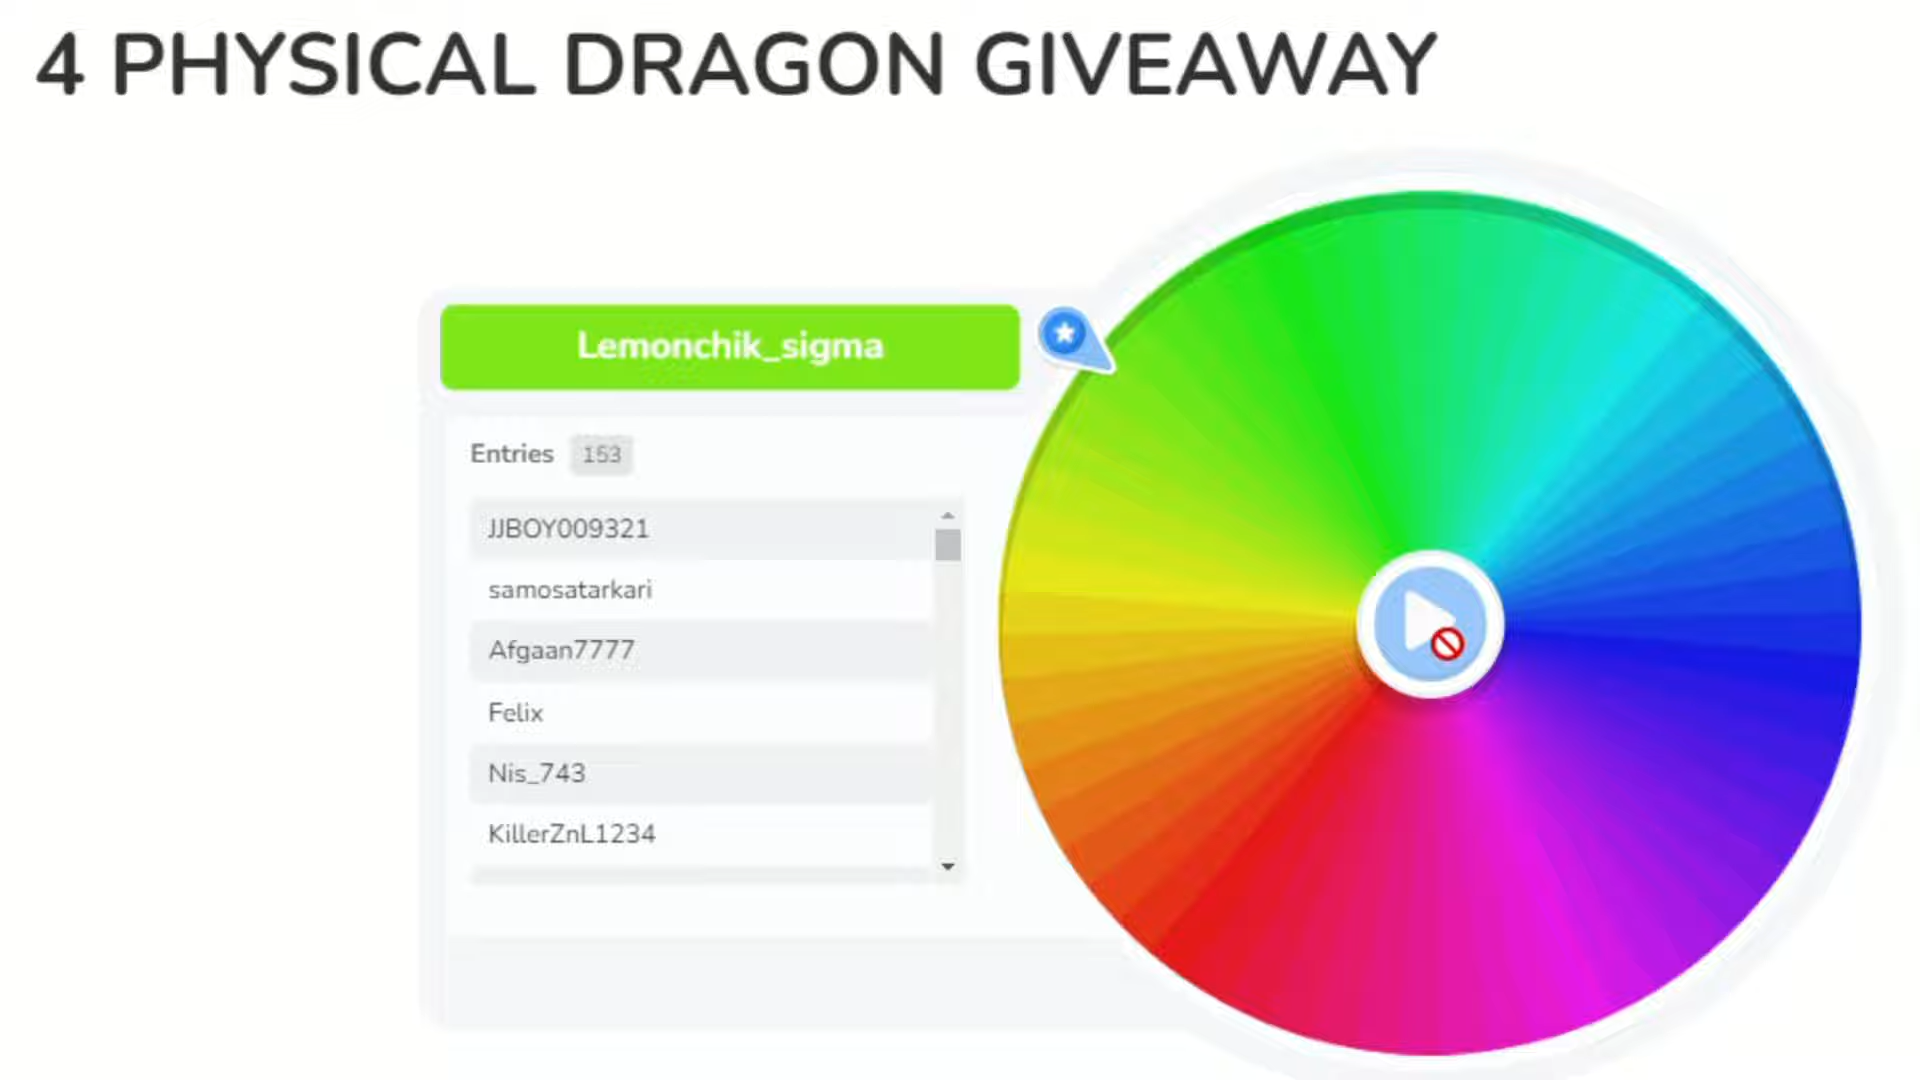 4 PHYSICAL DRAGON GIVEAWAY
Lemonchik_sigma
Entries 153
JJBOY009321
samosatarkari
Afgaan7777
Felix
Nis_743
KillerZnL1234